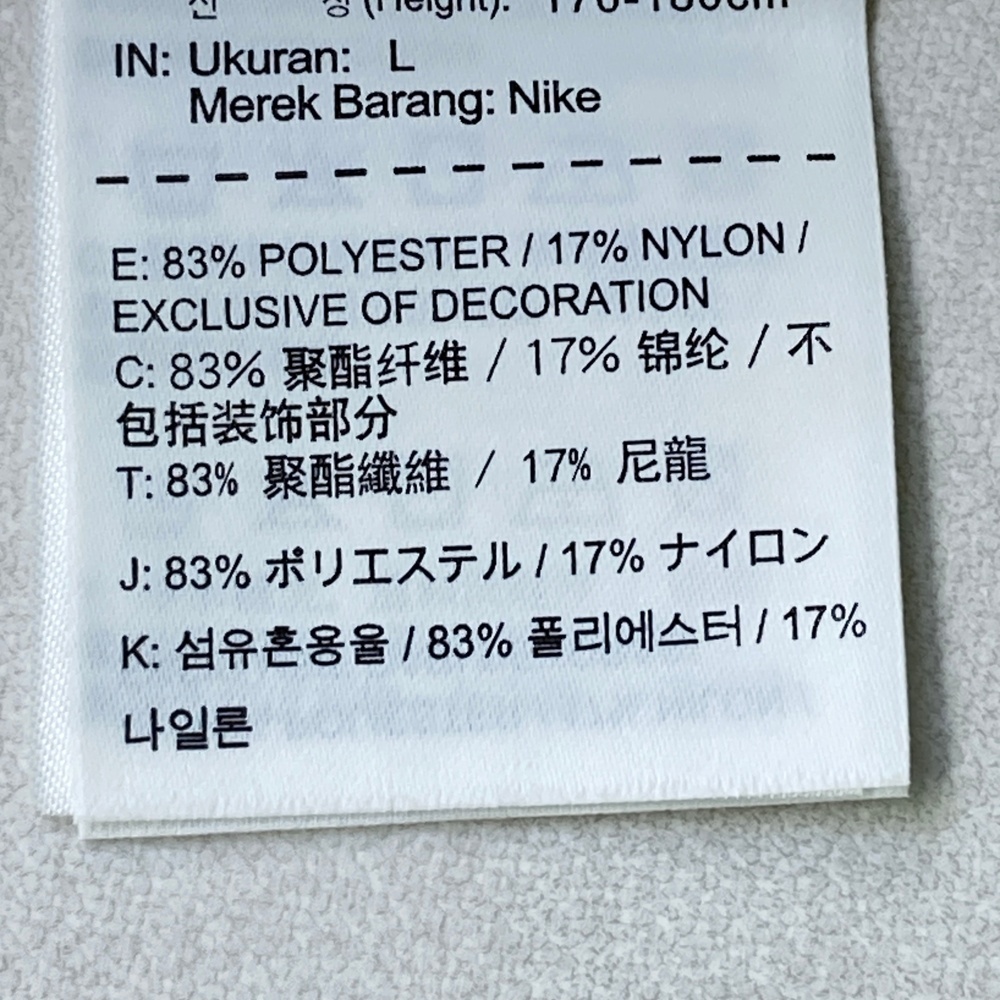 (Height):
IN: Ukuran: L
Merek Barang: Nike
E: 83% POLYESTER / 17% NYLON /
EXCLUSIVE OF DECORATION
C: 83% 聚酯纤维 / 17% 锦纶 / 不
包括装饰部分
T: 83% 聚酯纖維 / 17% 尼龍
J: 83% ポリエステル / 17% ナイロン
K: 섬유혼용율 / 83% 폴리에스터 / 17%
나일론